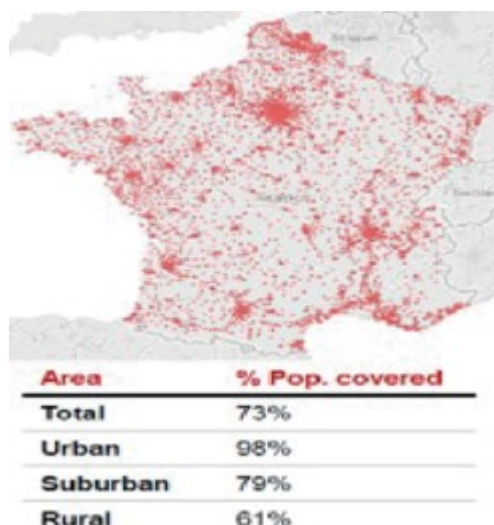 Area % Pop. covered
Total 73%
Urban 98%
Suburban 79%
Rural 61%